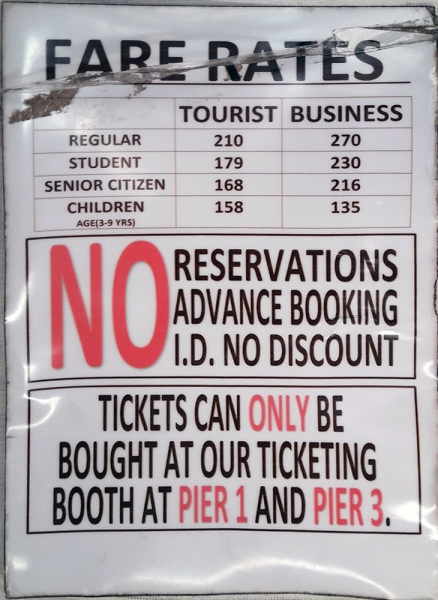 FARE RATES
TOURIST BUSINESS
REGULAR 210 270
STUDENT 179 230
SENIOR CITIZEN 168 216
CHILDREN 158 135
AGE(3-9 YRS)
NO RESERVATIONS
ADVANCE BOOKING
I.D. NO DISCOUNT
TICKETS CAN ONLY BE
BOUGHT AT OUR TICKETING
BOOTH AT PIER 1 AND PIER 3.